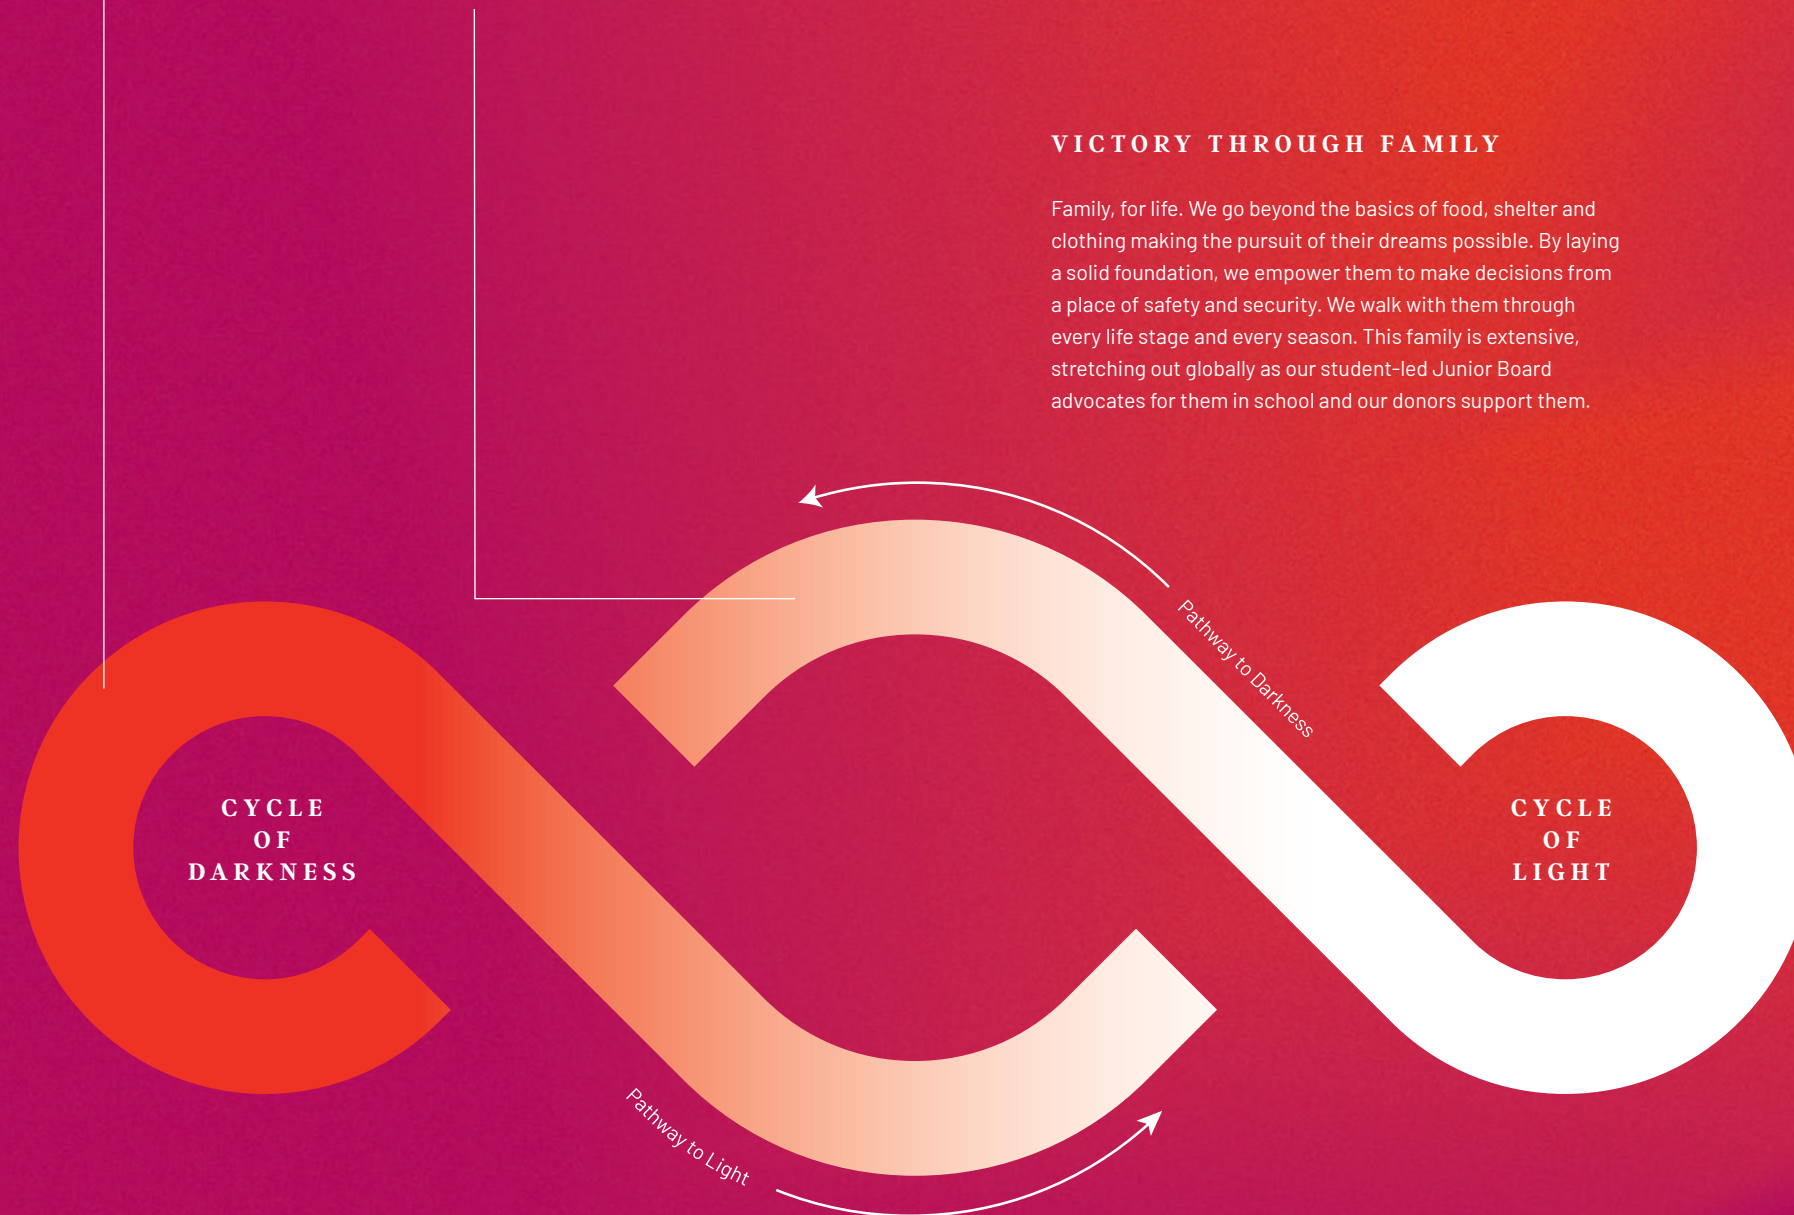 VICTORY THROUGH FAMILY
Family, for life. We go beyond the basics of food, shelter and
clothing making the pursuit of their dreams possible. By laying
a solid foundation, we empower them to make decisions from
a place of safety and security. We walk with them through
every life stage and every season. This family is extensive,
stretching out globally as our student-led Junior Board
advocates for them in school and our donors support them.
Pathway to Darkness
CYCLE
OF
DARKNESS
CYCLE
OF
LIGHT
Pathway to Light